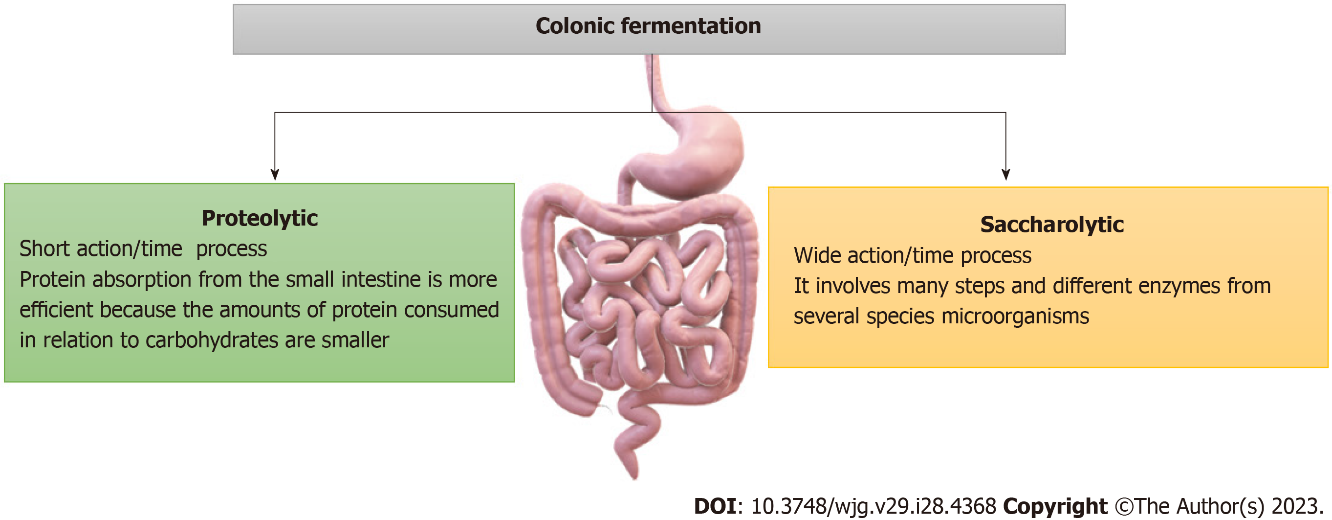 Colonic fermentation
Proteolytic
Short action/time process
Protein absorption from the small intestine is more
efficient because the amounts of protein consumed
in relation to carbohydrates are smaller
Saccharolytic
Wide action/time process
It involves many steps and different enzymes from
several species microorganisms
DOI: 10.3748/wjg.v29.i28.4368 Copyright ©The Author(s) 2023.